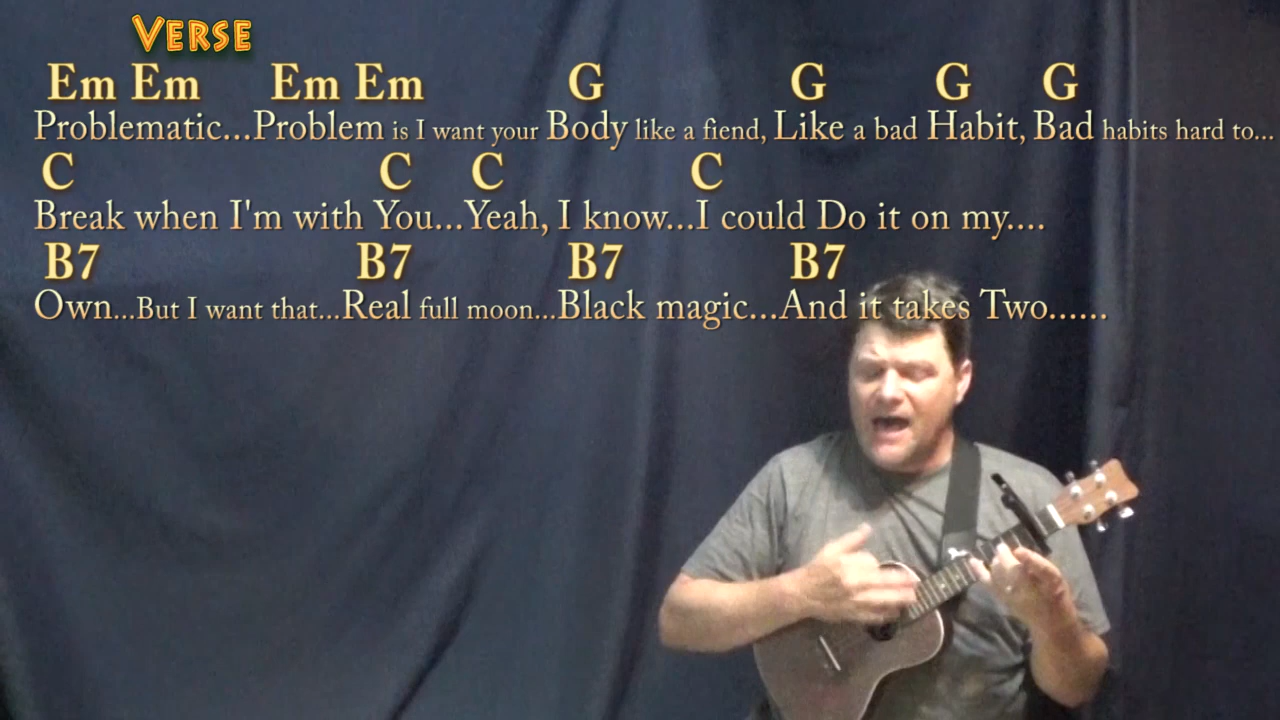 VERSE
Em Em Em Em G G G G
Problematic...Problem is I want your Body like a fiend, Like a bad Habit, Bad habits hard to...
C C C C
Break when I'm with You...Yeah, I know...I could Do it on my....
B7 B7 B7 B7
Own...But I want that...Real full moon...Black magic...And it takes Two......